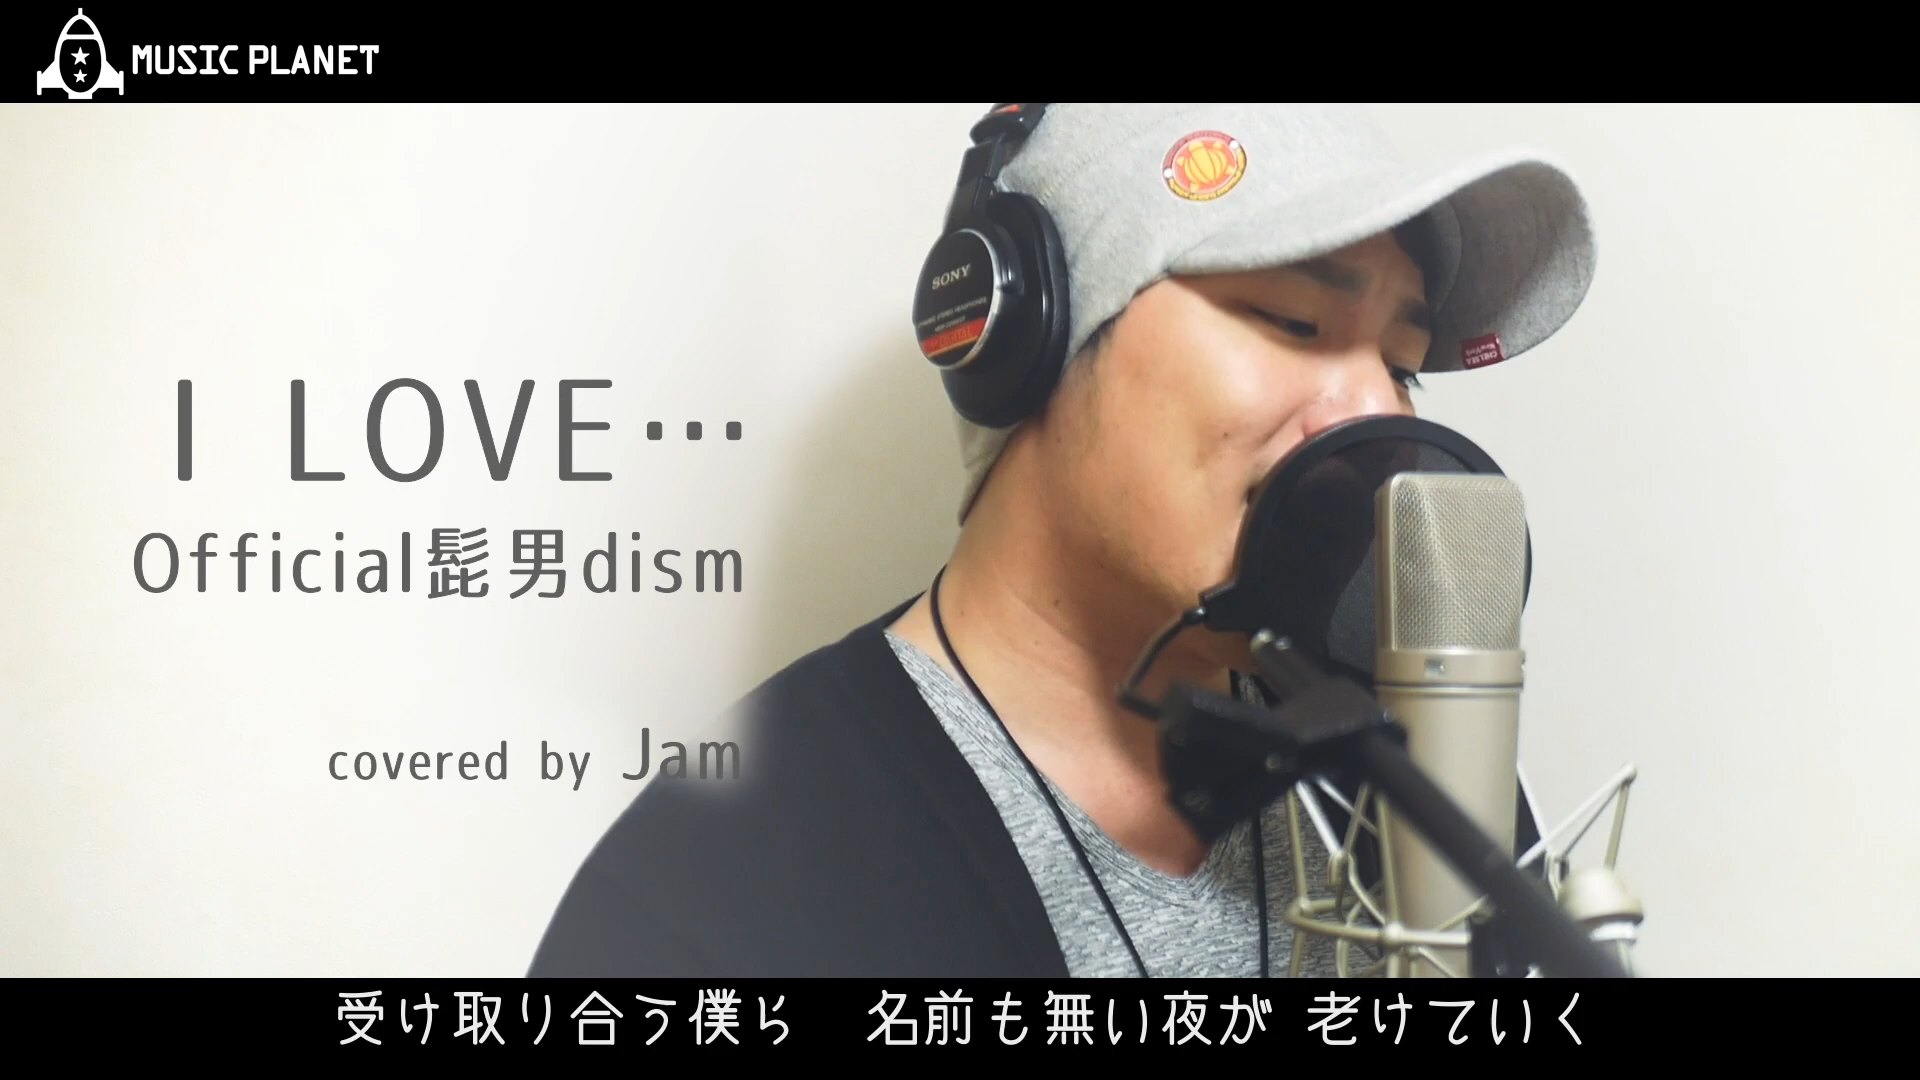 MUSIC PLANET
SONY
DIGITAL
CHELSEA
I LOVE…
Official髭男dism
covered by Jam
受け取り合う僕ら 名前も無い夜が 老けていく